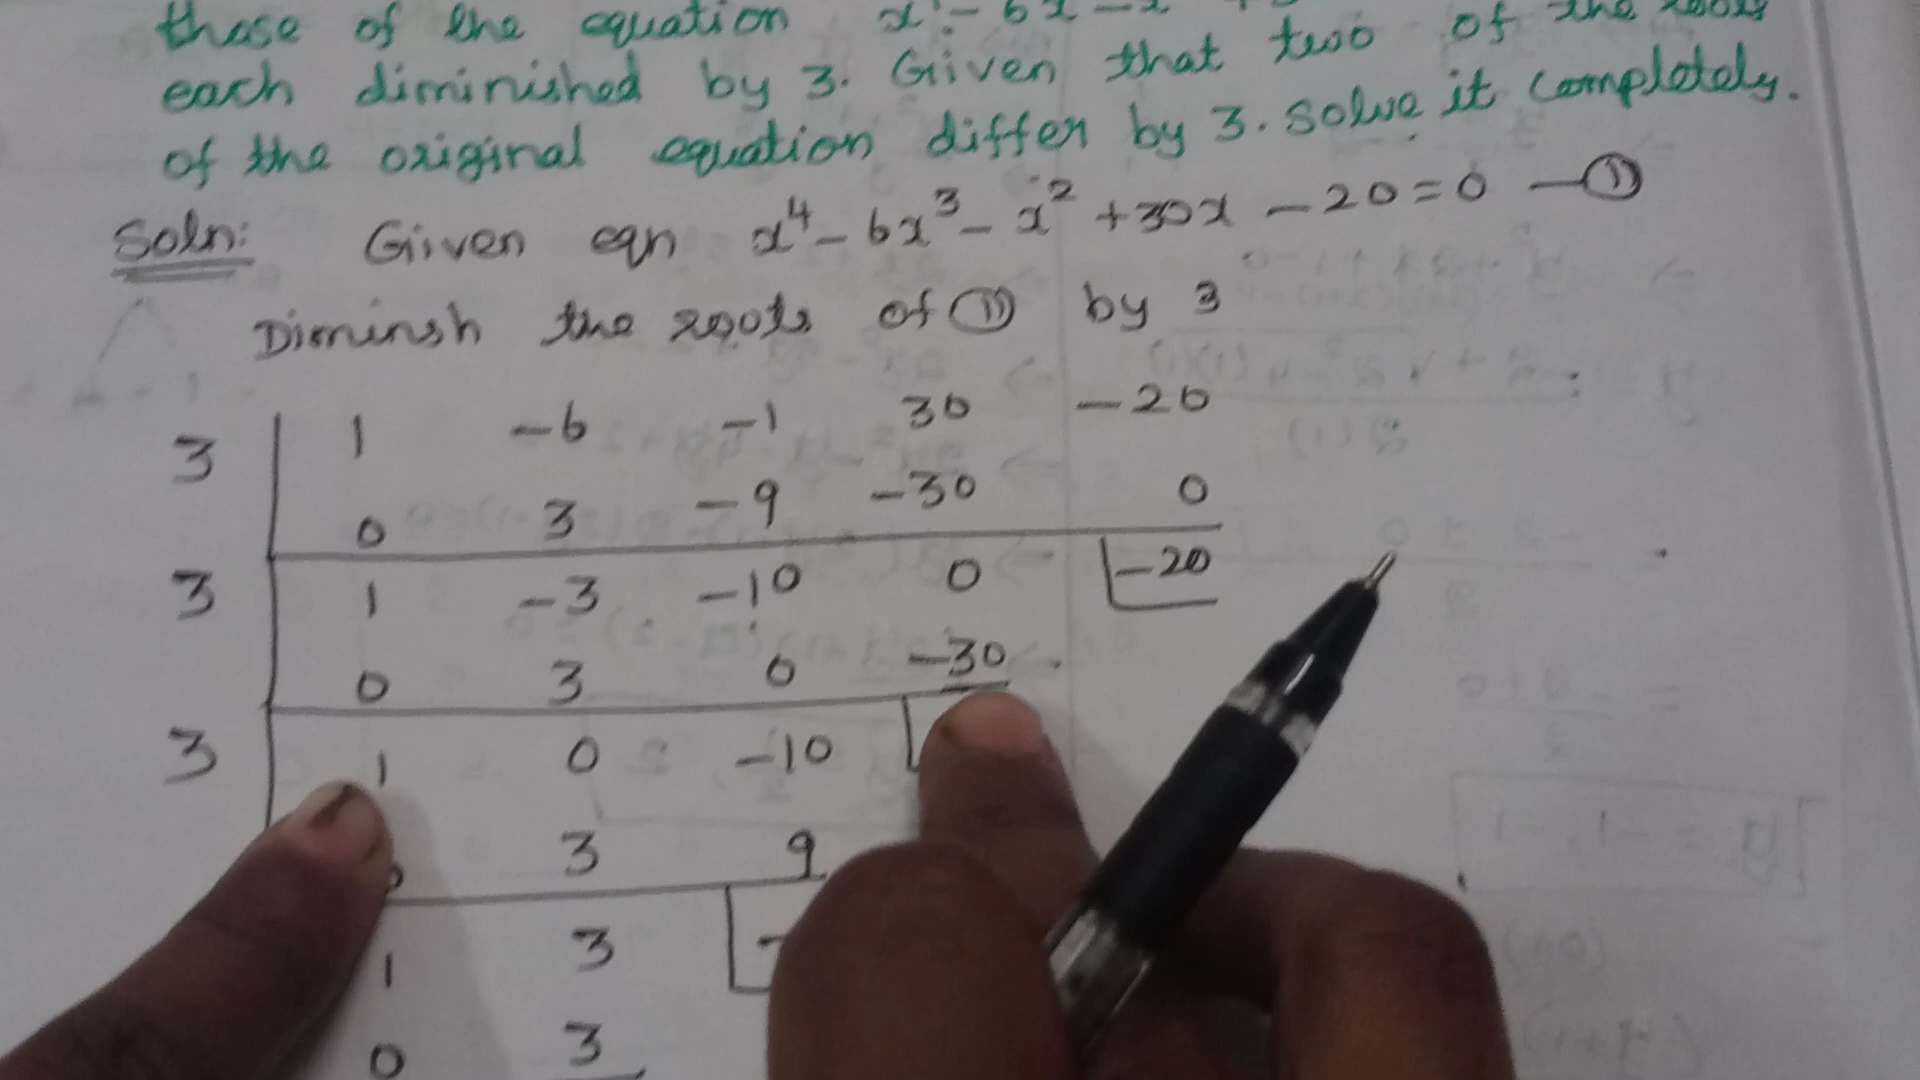 those of the equation
each diminished by 3. Given that two of the roots
of the original equation differ by 3. Solve it completely.
Soln: Given eqn x⁴ - 6x³ - x² + 30x - 20 = 0 — ①
Diminsh the roots of ① by 3
3 | 1 -6 -1 30 -20
0 3 -9 -30 0
3 | 1 -3 -10 0 |-20
0 3 0 -30
3 | 1 0 -10
3 9
1 3 -
0 3